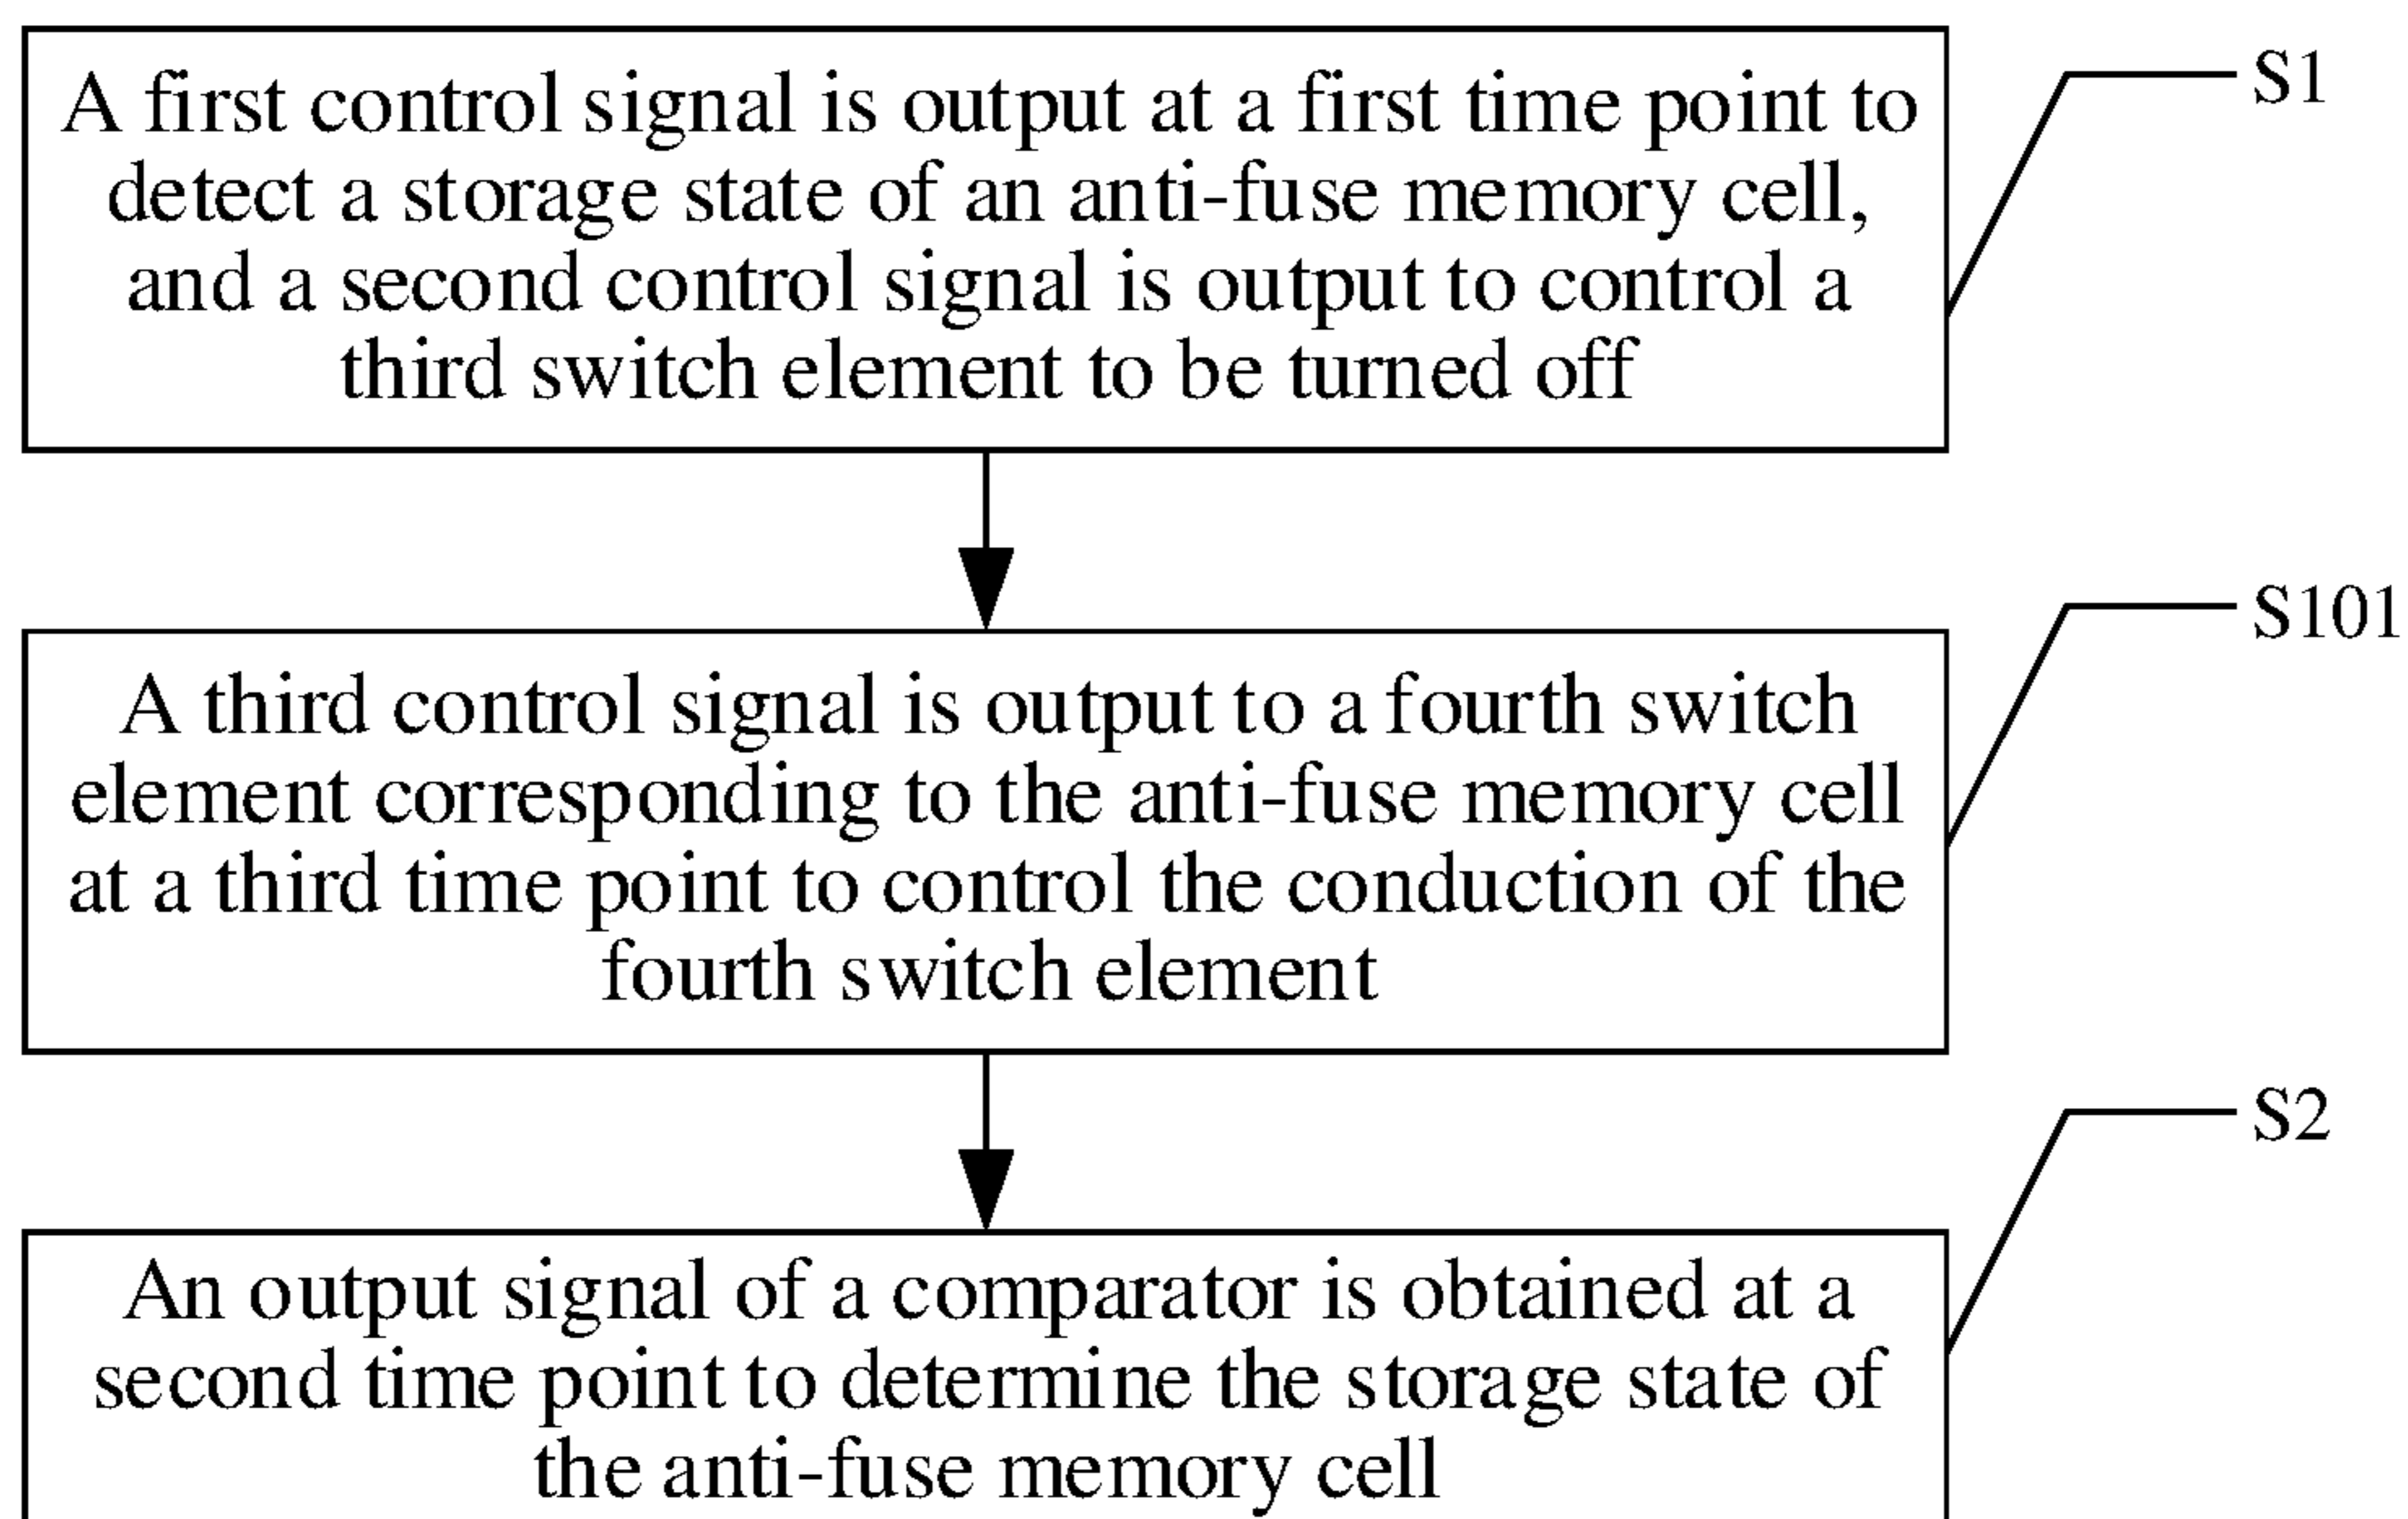 A first control signal is output at a first time point to
detect a storage state of an anti-fuse memory cell,
and a second control signal is output to control a
third switch element to be turned off
S1
A third control signal is output to a fourth switch
element corresponding to the anti-fuse memory cell
at a third time point to control the conduction of the
fourth switch element
S101
An output signal of a comparator is obtained at a
second time point to determine the storage state of
the anti-fuse memory cell
S2